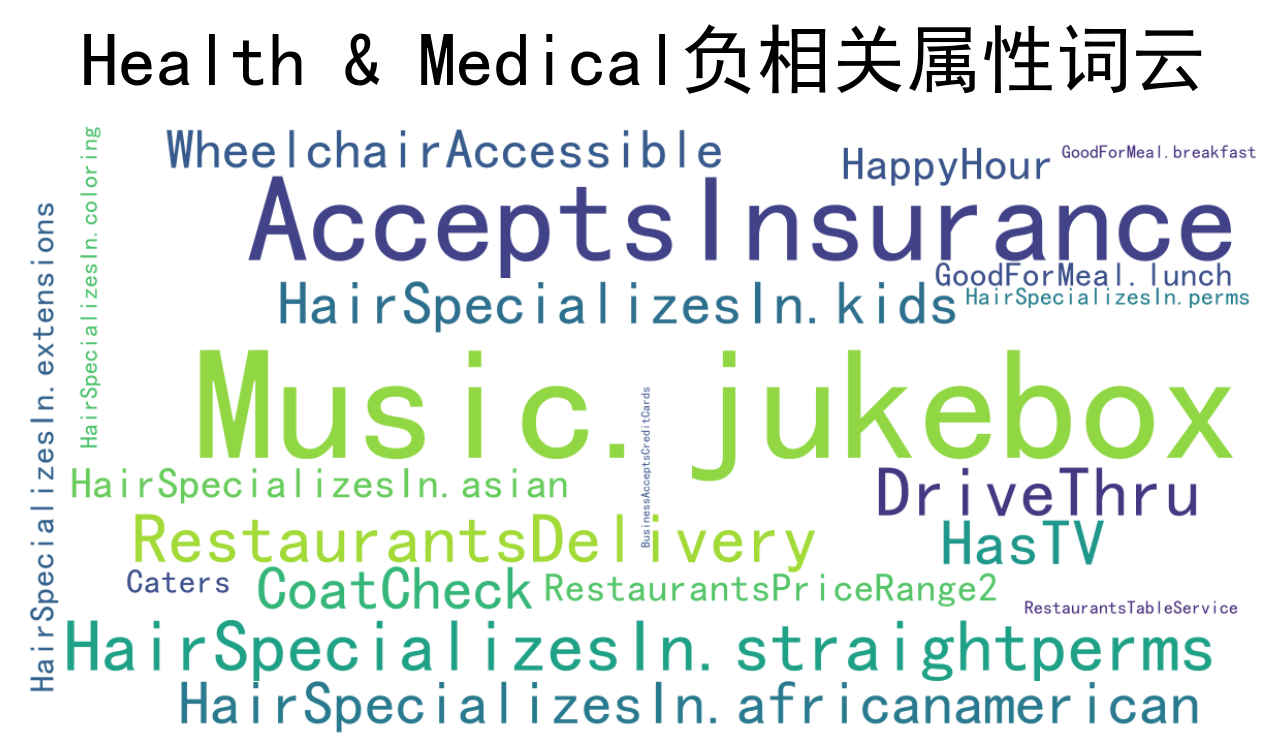 Health & Medical负相关属性词云
HairSpecializesIn.coloring
WheelchairAccessible
HappyHour
GoodForMeal.breakfast
HairSpecializesIn.extensions
AcceptsInsurance
GoodForMeal.lunch
HairSpecializesIn.kids
HairSpecializesIn.perms
Music.jukebox
BusinessAcceptsCreditCards
HairSpecializesIn.asian
DriveThru
RestaurantsDelivery
HasTV
Caters
CoatCheck
RestaurantsPriceRange2
RestaurantsTableService
HairSpecializesIn.straightperms
HairSpecializesIn.africanamerican